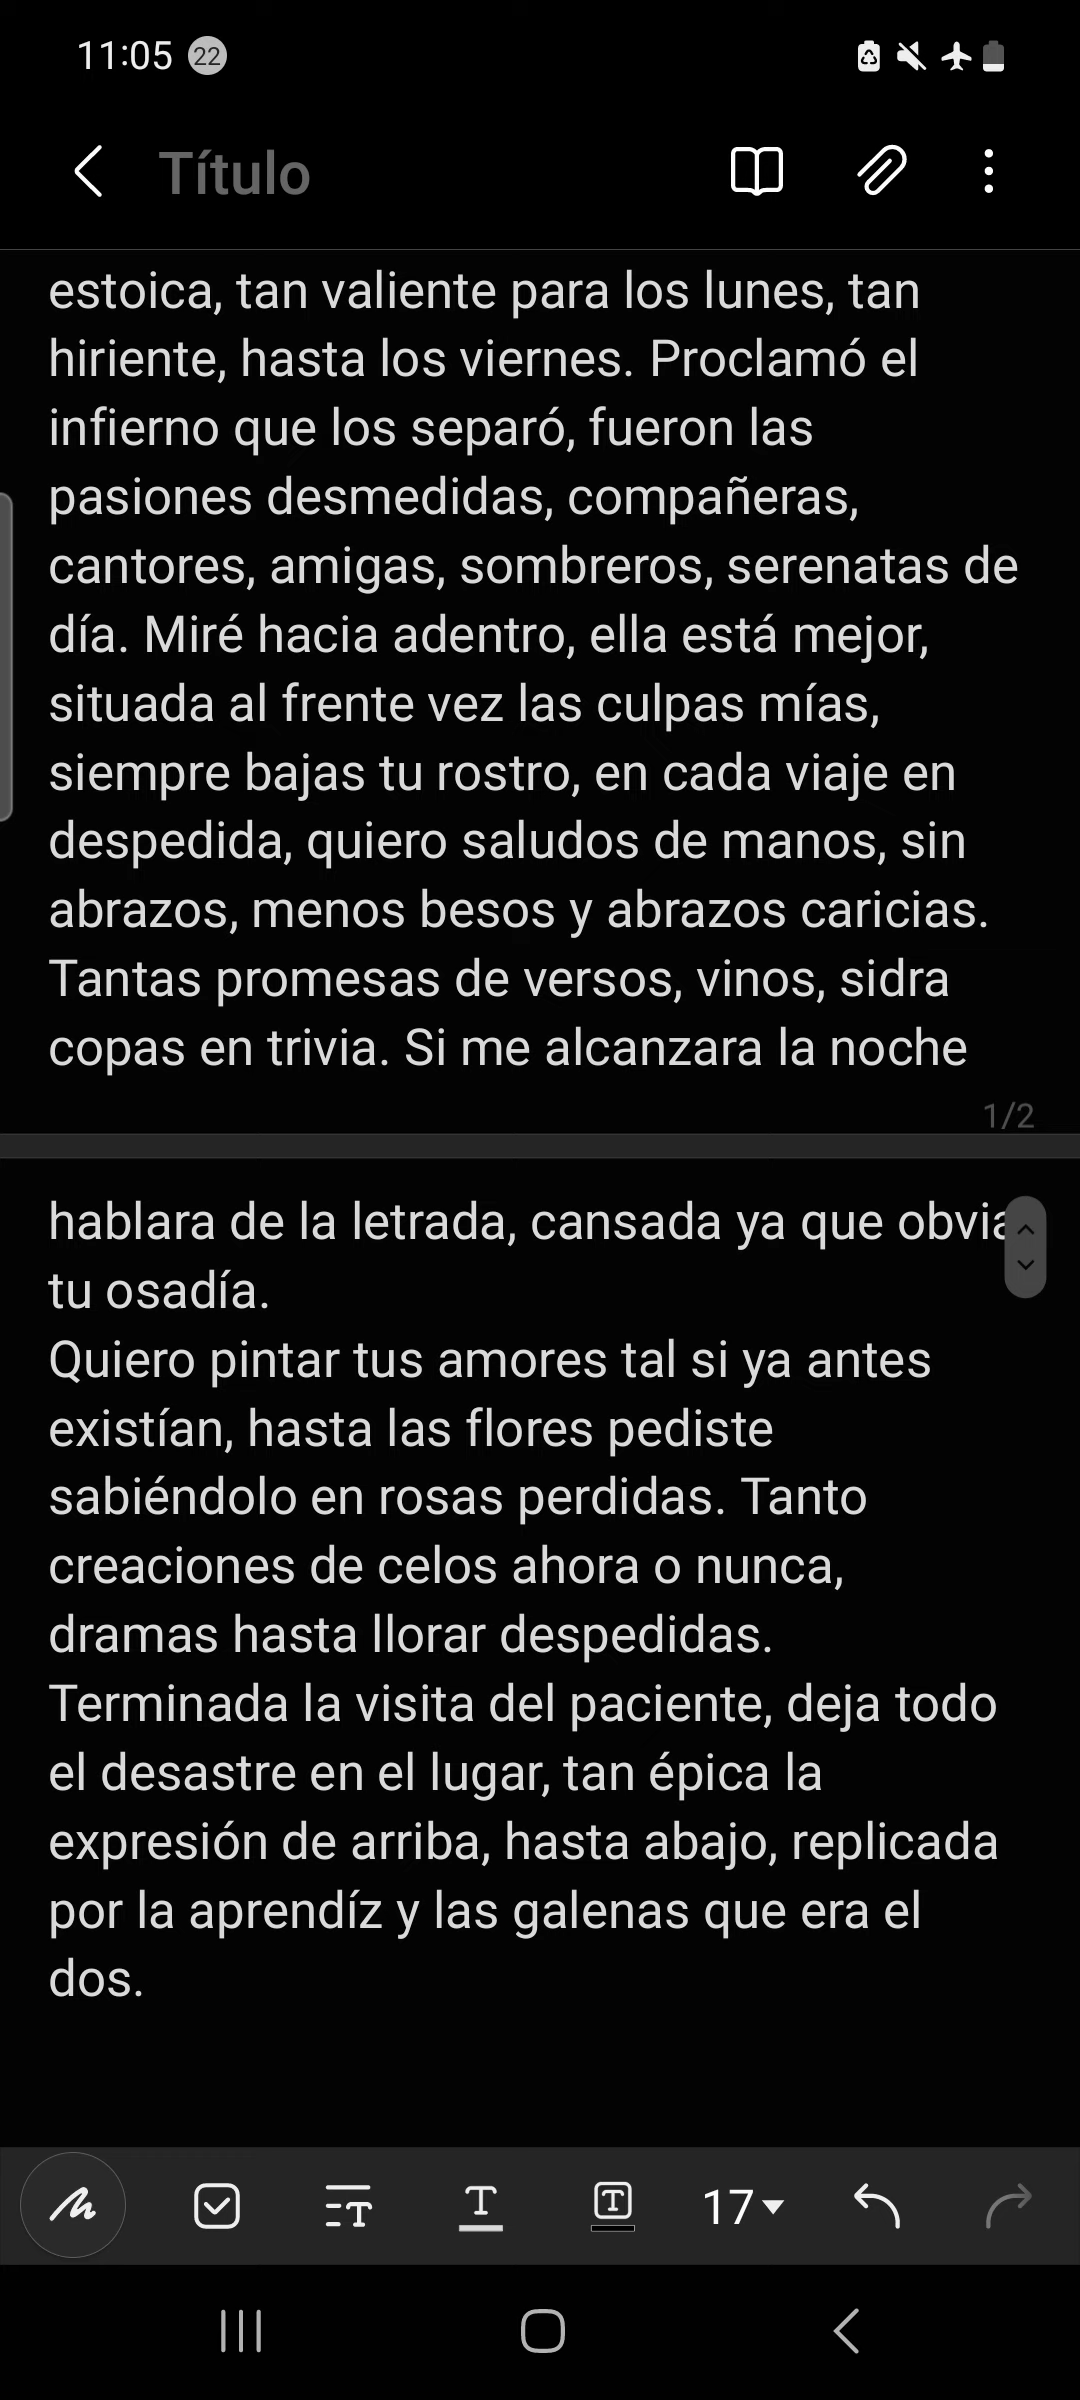 11:05 22
Título
estoica, tan valiente para los lunes, tan
hiriente, hasta los viernes. Proclamó el
infierno que los separó, fueron las
pasiones desmedidas, compañeras,
cantores, amigas, sombreros, serenatas de
día. Miré hacia adentro, ella está mejor,
situada al frente vez las culpas mías,
siempre bajas tu rostro, en cada viaje en
despedida, quiero saludos de manos, sin
abrazos, menos besos y abrazos caricias.
Tantas promesas de versos, vinos, sidra
copas en trivia. Si me alcanzara la noche
1/2
hablara de la letrada, cansada ya que obvia
tu osadía.
Quiero pintar tus amores tal si ya antes
existían, hasta las flores pediste
sabiéndolo en rosas perdidas. Tanto
creaciones de celos ahora o nunca,
dramas hasta llorar despedidas.
Terminada la visita del paciente, deja todo
el desastre en el lugar, tan épica la
expresión de arriba, hasta abajo, replicada
por la aprendíz y las galenas que era el
dos.
17